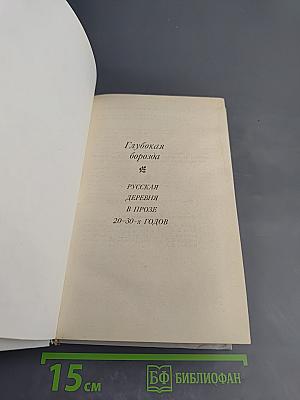 Глубокая
борозда
РУССКАЯ
ДЕРЕВНЯ
В ПРОЗЕ
20–30-х ГОДОВ
15 см
БФ БИБЛИОФАН